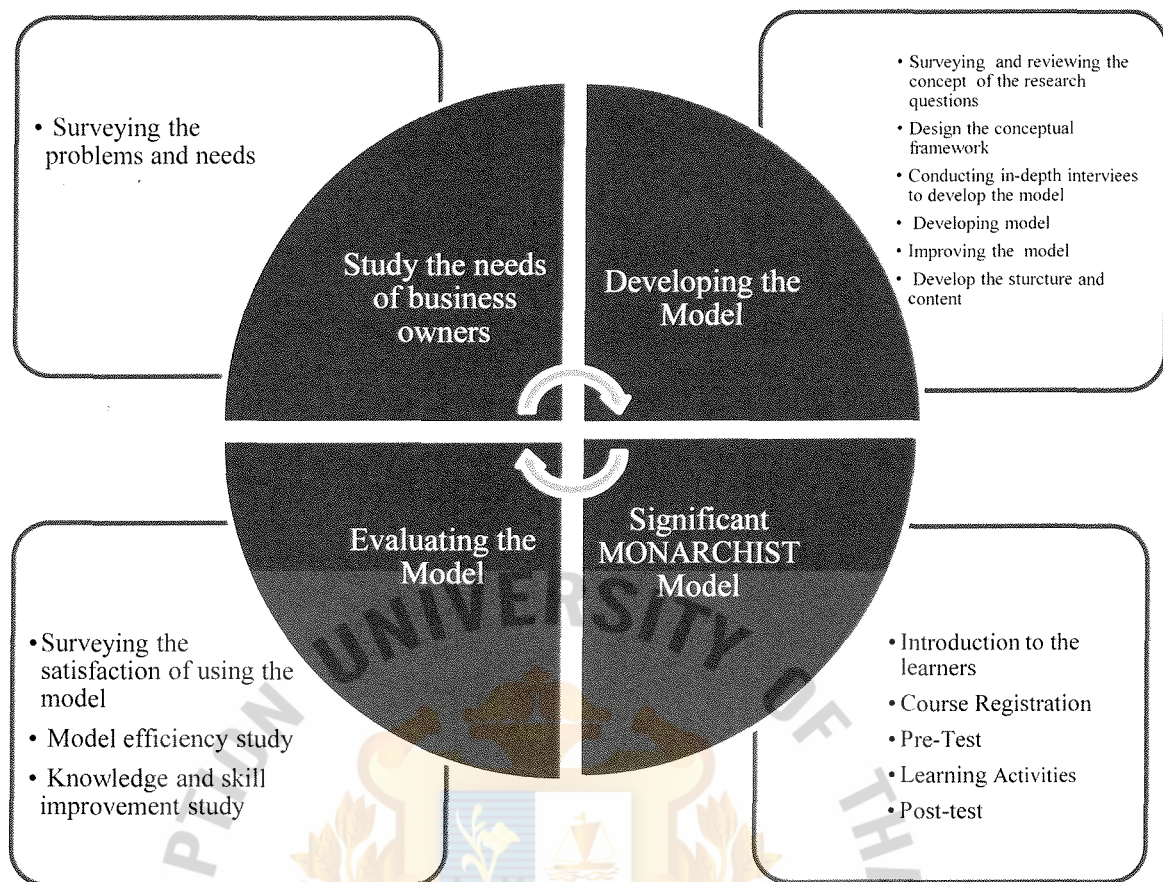 • Surveying the
problems and needs
Study the needs
of business
owners
Developing the
Model
• Surveying and reviewing the
concept of the research
questions
• Design the conceptual
framework
• Conducting in-depth interviees
to develop the model
• Developing model
• Improving the model
• Develop the sturcture and
content
Evaluating the
Model
Significant
MONARCHIST
Model
• Surveying the
satisfaction of using the
model
• Model efficiency study
• Knowledge and skill
improvement study
• Introduction to the
learners
• Course Registration
• Pre-Test
• Learning Activities
• Post-test
PTION UNIVERSITY OF THA